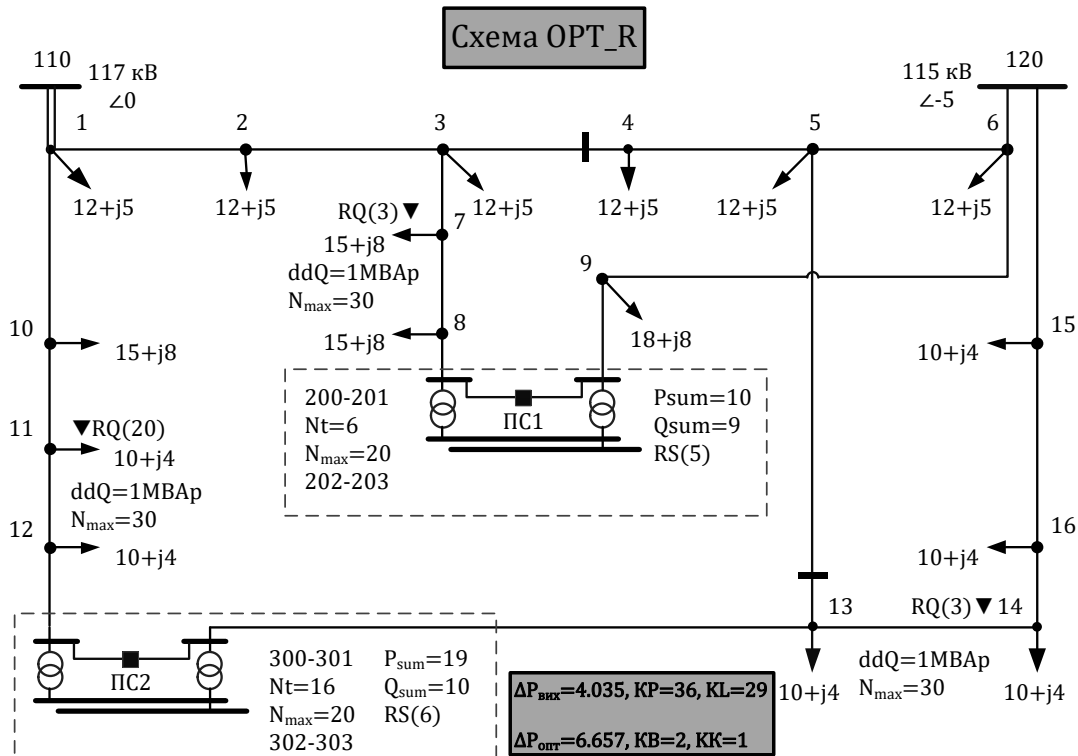 Схема OPT_R
110
117 кВ
∠0
115 кВ
∠-5
120
1
2
3
4
5
6
12+j5
12+j5
12+j5
12+j5
12+j5
12+j5
RQ(3) ▼
7
15+j8
ddQ=1МВАр
Nmax=30
8
15+j8
9
18+j8
10
15+j8
15
10+j4
200-201
Nt=6
Nmax=20
202-203
ПС1
Psum=10
Qsum=9
RS(5)
11
▼RQ(20)
10+j4
ddQ=1МВАр
Nmax=30
12
10+j4
16
10+j4
13
RQ(3) ▼ 14
10+j4
ddQ=1МВАр
Nmax=30
10+j4
ПС2
300-301
Nt=16
Nmax=20
302-303
Psum=19
Qsum=10
RS(6)
ΔPвих=4.035, КР=36, KL=29
ΔPопт=6.657, КВ=2, КК=1